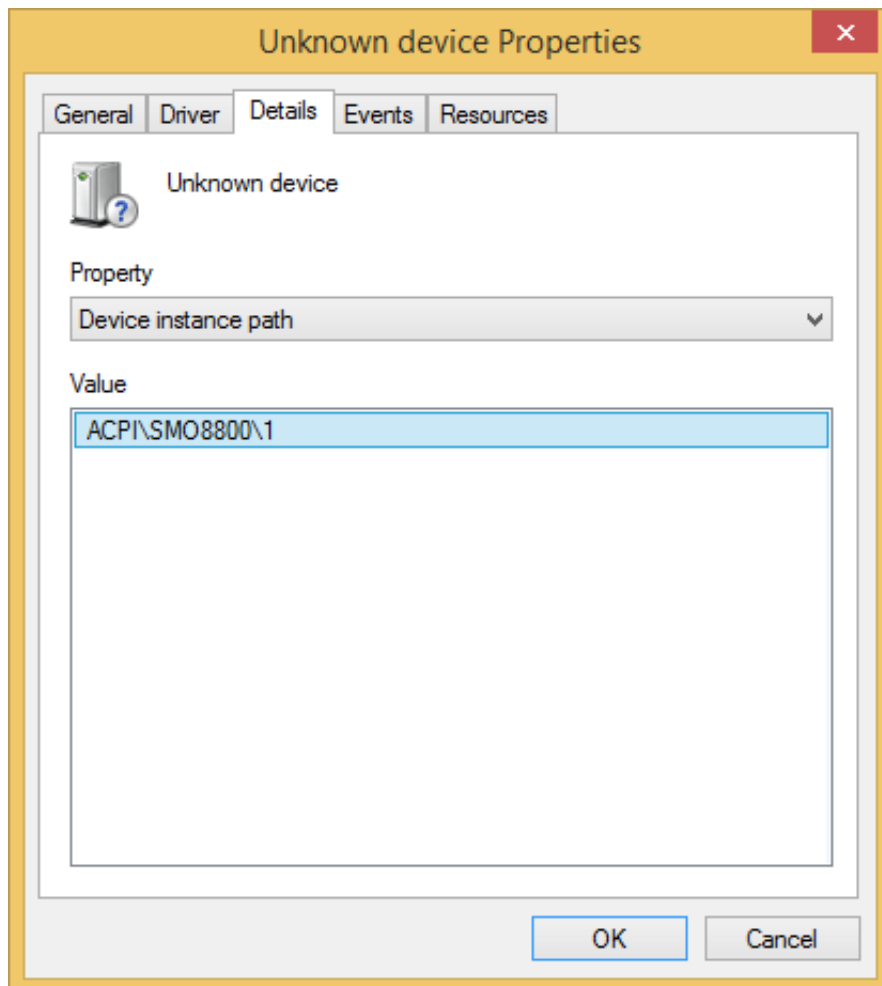 Unknown device Properties
General Driver Details Events Resources
Unknown device
Property
Device instance path
Value
ACPI\SMO8800\1
OK Cancel